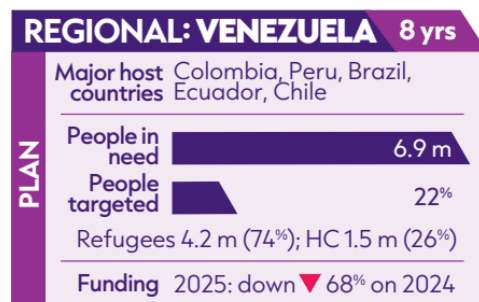 REGIONAL: VENEZUELA 8 yrs
PLAN
Major host countries Colombia, Peru, Brazil, Ecuador, Chile
People in need 6.9 m
People targeted 22%
Refugees 4.2 m (74%); HC 1.5 m (26%)
Funding 2025: down ▼ 68% on 2024